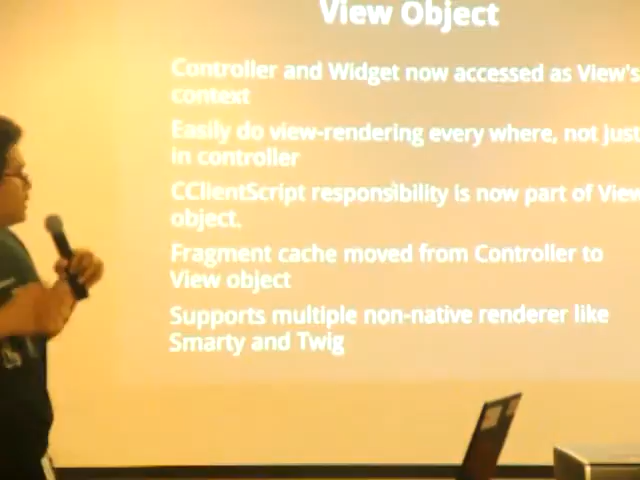 View Object
Controller and Widget now accessed as View's
context
Easily do view-rendering every where, not just
in controller
CClientScript responsibility is now part of View
object.
Fragment cache moved from Controller to
View object
Supports multiple non-native renderer like
Smarty and Twig